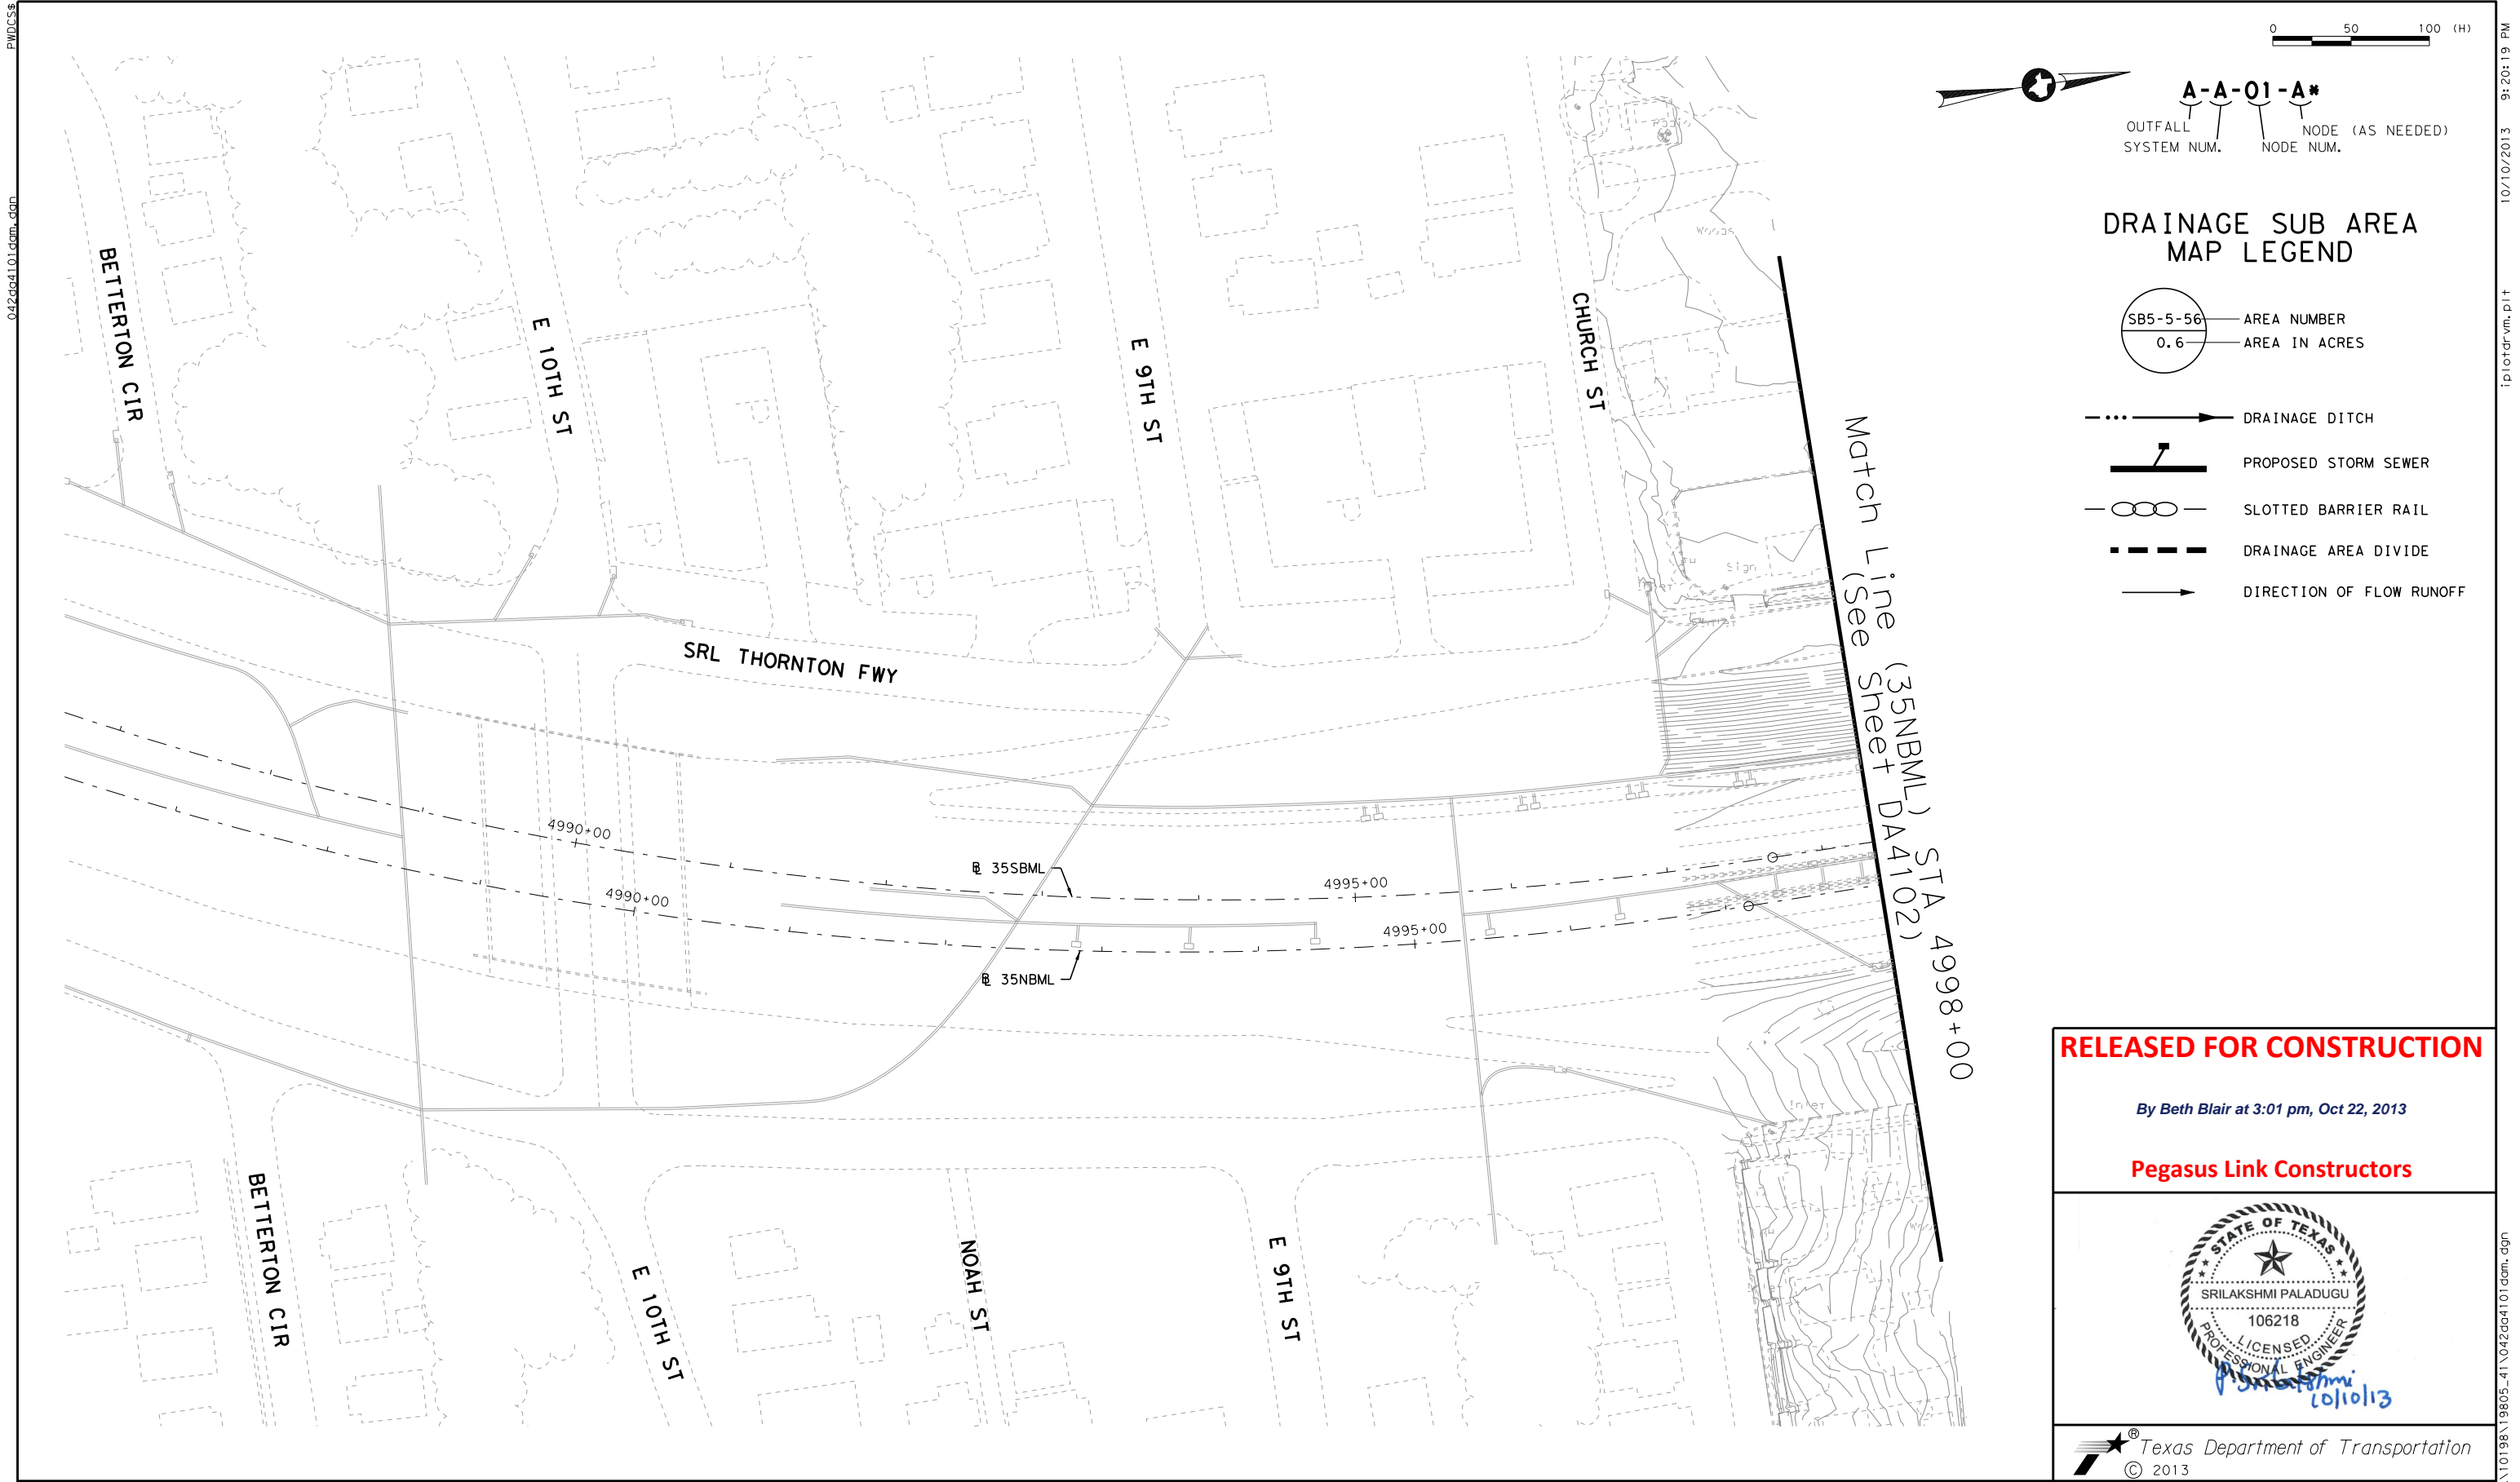 PWDCS$
042da4101dam.dgn
0 50 100 (H)
A-A-01-A*
OUTFALL
NODE (AS NEEDED)
SYSTEM NUM.
NODE NUM.
DRAINAGE SUB AREA
MAP LEGEND
SB5-5-56
AREA NUMBER
0.6
AREA IN ACRES
DRAINAGE DITCH
PROPOSED STORM SEWER
SLOTTED BARRIER RAIL
DRAINAGE AREA DIVIDE
DIRECTION OF FLOW RUNOFF
BETTERTON CIR
E 10TH ST
E 9TH ST
CHURCH ST
Woods
Sign
SRL THORNTON FWY
Match Line (35NBML) STA 4998+00
(See Sheet DA4102)
4990+00
4990+00
℄ 35SBML
4995+00
4995+00
℄ 35NBML
Inlet
BETTERTON CIR
E 10TH ST
NOAH ST
E 9TH ST
RELEASED FOR CONSTRUCTION
By Beth Blair at 3:01 pm, Oct 22, 2013
Pegasus Link Constructors
STATE OF TEXAS
SRILAKSHMI PALADUGU
106218
LICENSED
PROFESSIONAL ENGINEER
10/10/13
® Texas Department of Transportation
© 2013
10/10/2013 9:20:19 PM
iplotdrvm.plt
\10198\19805_41\042da4101dam.dgn